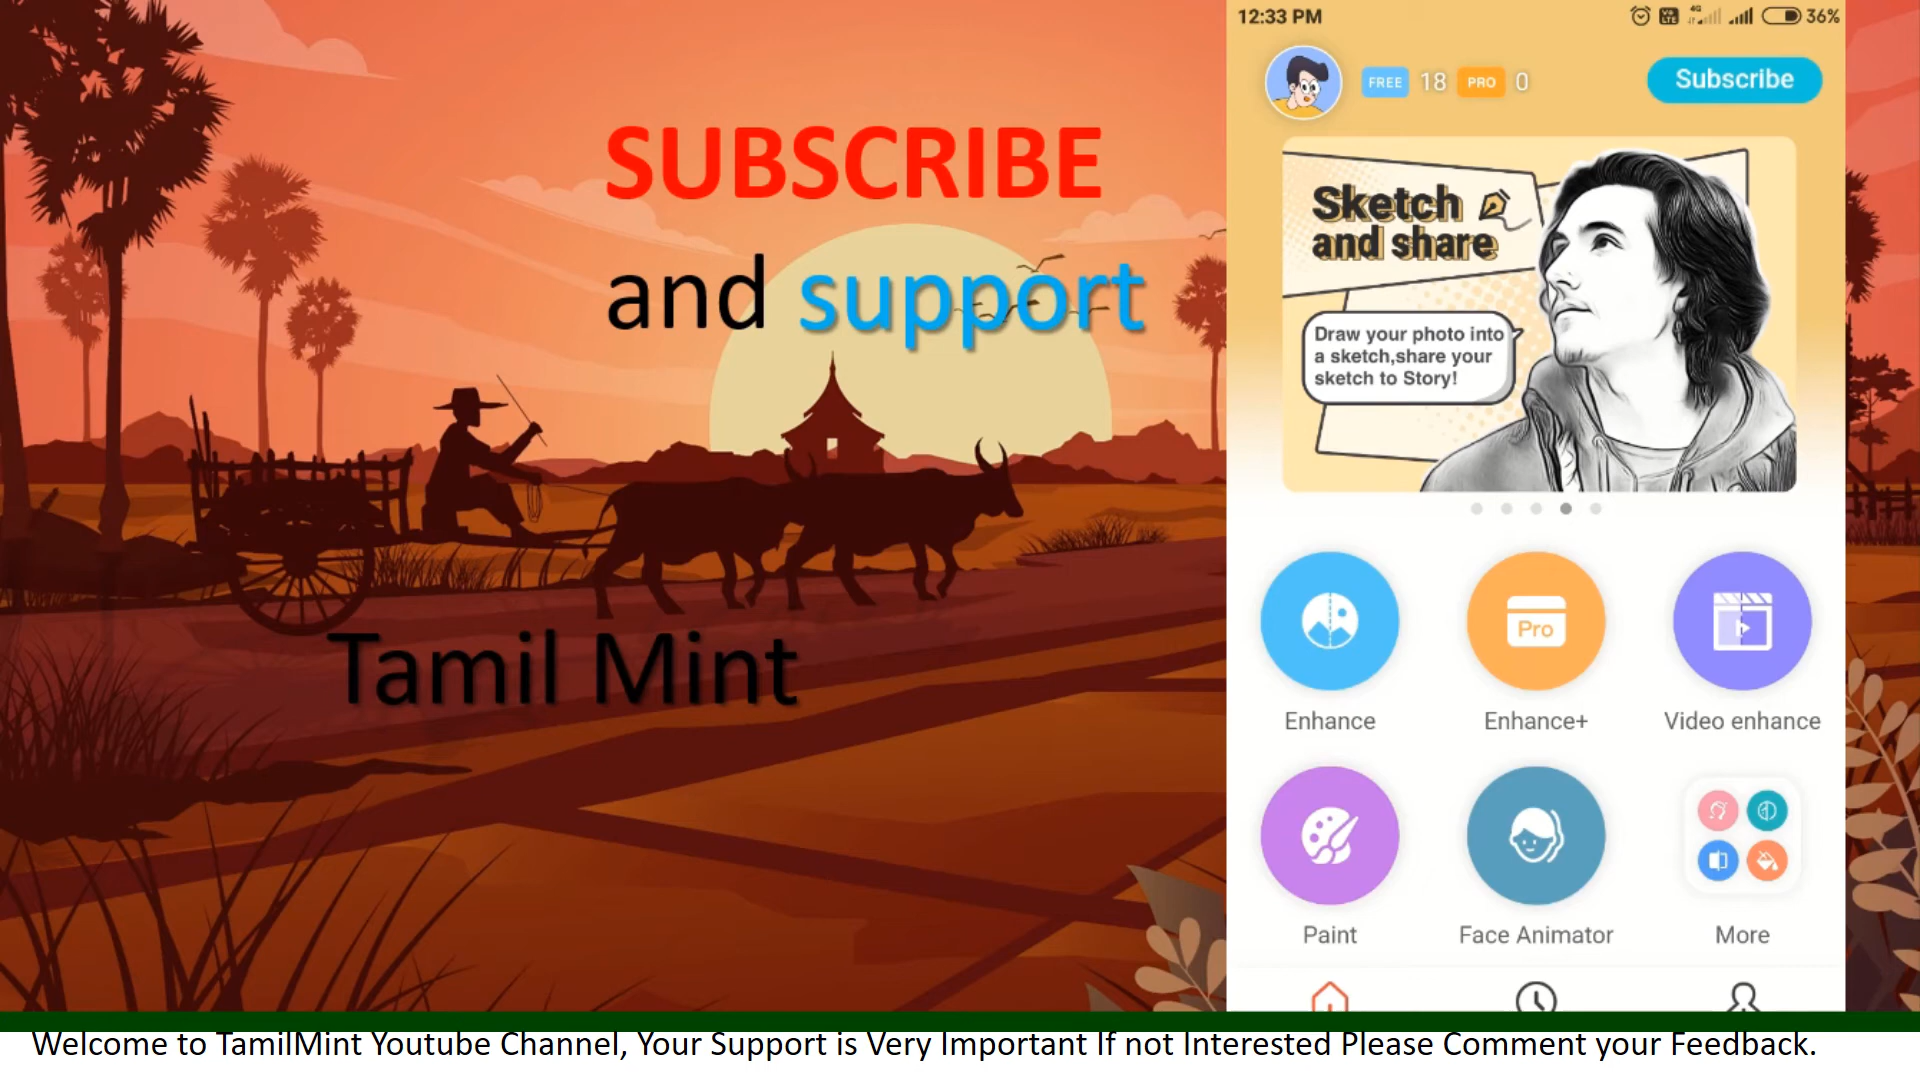 SUBSCRIBE
and support
Tamil Mint
12:33 PM
4G
36%
FREE 18 PRO 0
Subscribe
Sketch
and share
Draw your photo into
a sketch,share your
sketch to Story!
Pro
Enhance
Enhance+
Video enhance
Paint
Face Animator
More
Welcome to TamilMint Youtube Channel, Your Support is Very Important If not Interested Please Comment your Feedback.